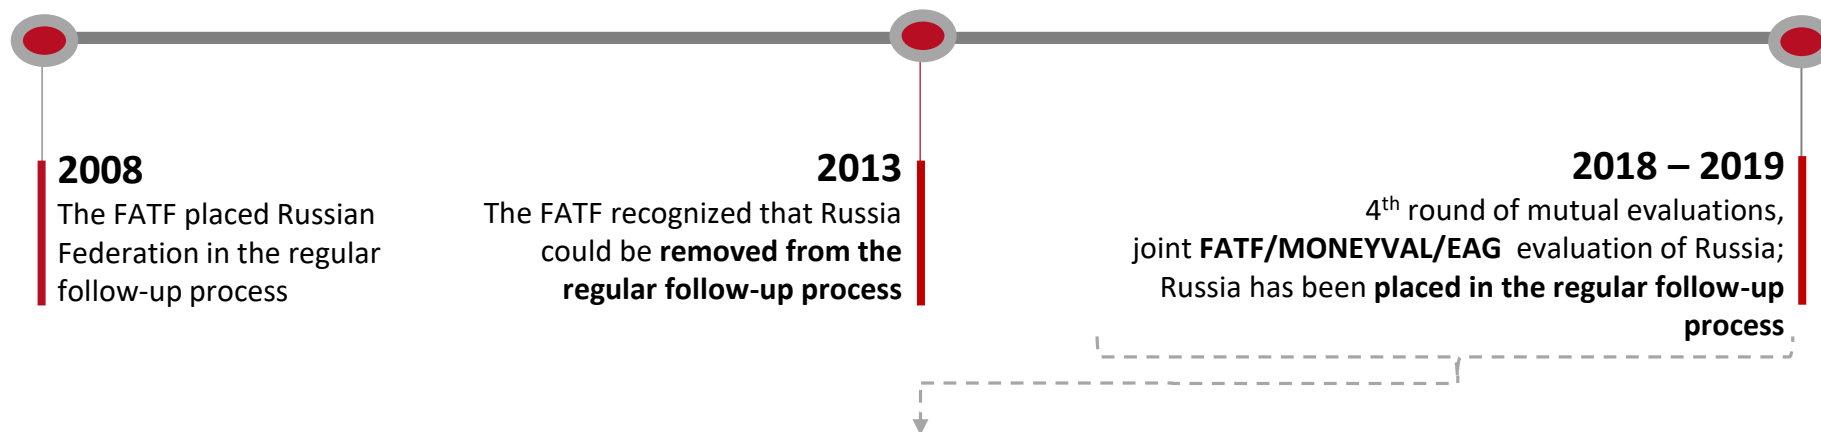 2008
The FATF placed Russian
Federation in the regular
follow-up process
2013
The FATF recognized that Russia
could be removed from the
regular follow-up process
2018 – 2019
4th round of mutual evaluations,
joint FATF/MONEYVAL/EAG evaluation of Russia;
Russia has been placed in the regular follow-up
process